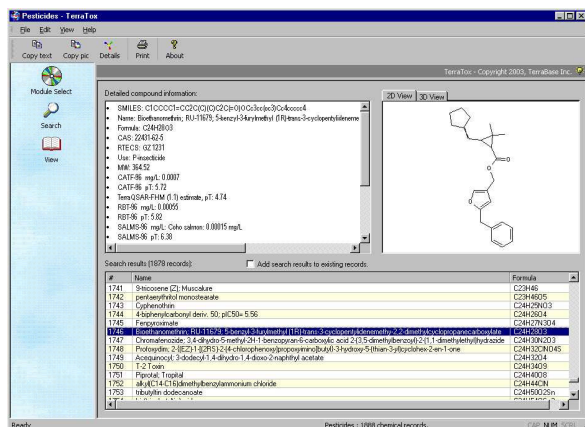 Pesticides - TerraTox
File Edit View Help
Copy text Copy pic Details Print About
TerraTox - Copyright 2003, TerraBase Inc.
Module Select
Search
View
Detailed compound information:
SMILES: C1CCCC1=CC2C(C)(C)C2C(=O)OCc3cc(oc3)Cc4ccccc4
Name: Bioethanomethrin; RU-11679; 5-benzyl-3-furylmethyl (1R)-trans-3-cyclopentylideneme
Formula: C24H28O3
CAS: 22431-62-5
RTECS: GZ1231
Use: P-insecticide
MW: 364.52
CATF-96 mg/L: 0.0007
CATF-96 pT: 5.72
TerraQSAR-FHM (1.1) estimate, pT: 4.74
RBT-96 mg/L: 0.00055
RBT-96 pT: 5.82
SALMS-96 mg/L: Coho salmon: 0.00015 mg/L
SALMS-96 pT: 6.38
2D View 3D View
O
O
O
Search results (1878 records):
Add search results to existing records.
# Name Formula
1741 9-tricosene (Z); Muscalure C23H46
1742 pentaerythritol monostearate C23H46O5
1743 Cyphenothrin C24H25NO3
1744 4-biphenylcarbonyl deriv. 50; pIC50= 5.56 C24H26O4
1745 Fenpyroximate C24H27N3O4
1746 Bioethanomethrin; RU-11679; 5-benzyl-3-furylmethyl (1R)-trans-3-cyclopentylidenemethy-2,2-dimethylcyclopropanecarboxylate C24H28O3
1747 Chromafenozide; 3,4-dihydro-5-methyl-2H-1-benzopyran-6-carboxylic acid 2-(3,5-dimethylbenzoyl)-2-(1,1-dimethylethyl)hydrazide C24H30N2O3
1748 Profoxydim; 2-[(EZ)-1-[(2RS)-2-(4-chlorophenoxy)propoxyimino]butyl]-3-hydroxy-5-(thian-3-yl)cyclohex-2-en-1-one C24H32ClNO4S
1749 Acequinocyl; 3-dodecyl-1,4-dihydro-1,4-dioxo-2-naphthyl acetate C24H32O4
1750 T-2 Toxin C24H34O9
1751 Piprotal; Tropital C24H40O8
1752 alkyl(C14-C16)dimethylbenzylammonium chloride C24H44ClN
1753 tributyltin dodecanoate C24H50O2Sn
Ready Pesticides : 1888 chemical records. CAP NUM SCRL